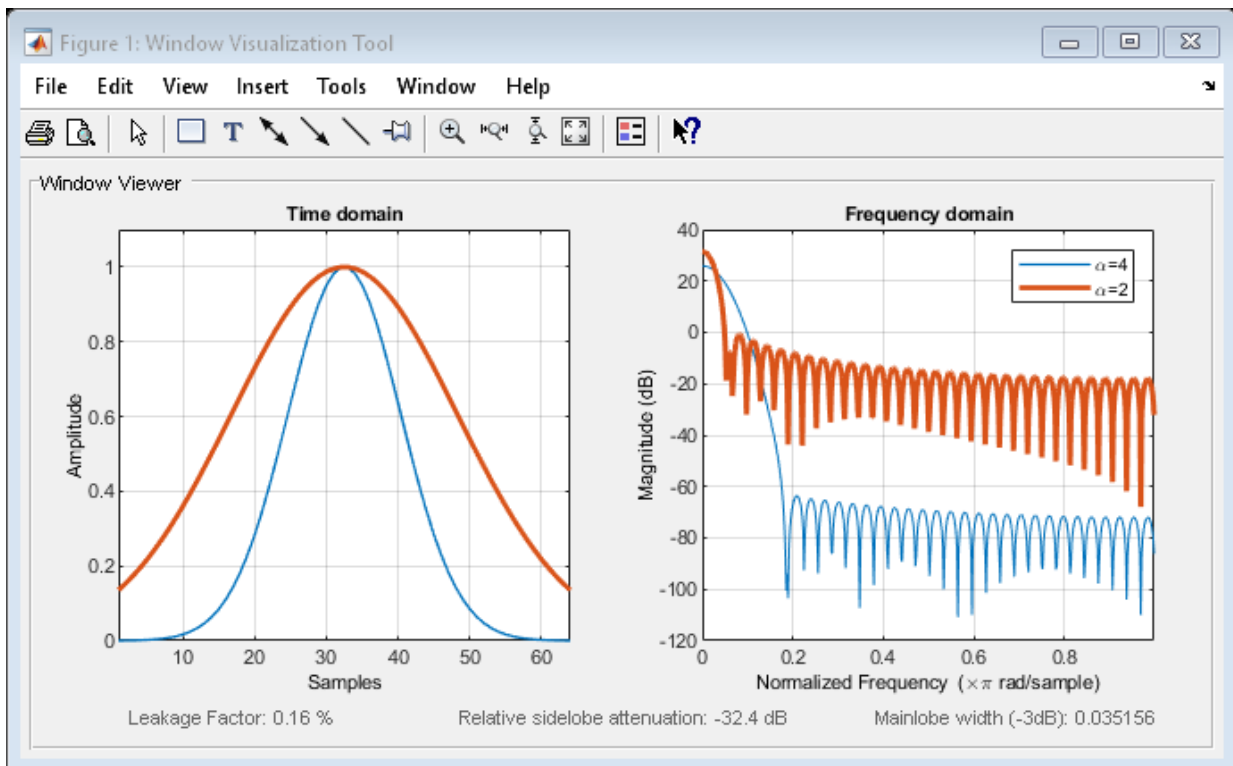 Figure 1: Window Visualization Tool
File Edit View Insert Tools Window Help
T
?
Window Viewer
Time domain
Amplitude
1
0.8
0.6
0.4
0.2
0
10 20 30 40 50 60
Samples
Frequency domain
Magnitude (dB)
40
20
0
-20
-40
-60
-80
-100
-120
α=4
α=2
0 0.2 0.4 0.6 0.8
Normalized Frequency (×π rad/sample)
Leakage Factor: 0.16 % Relative sidelobe attenuation: -32.4 dB Mainlobe width (-3dB): 0.035156